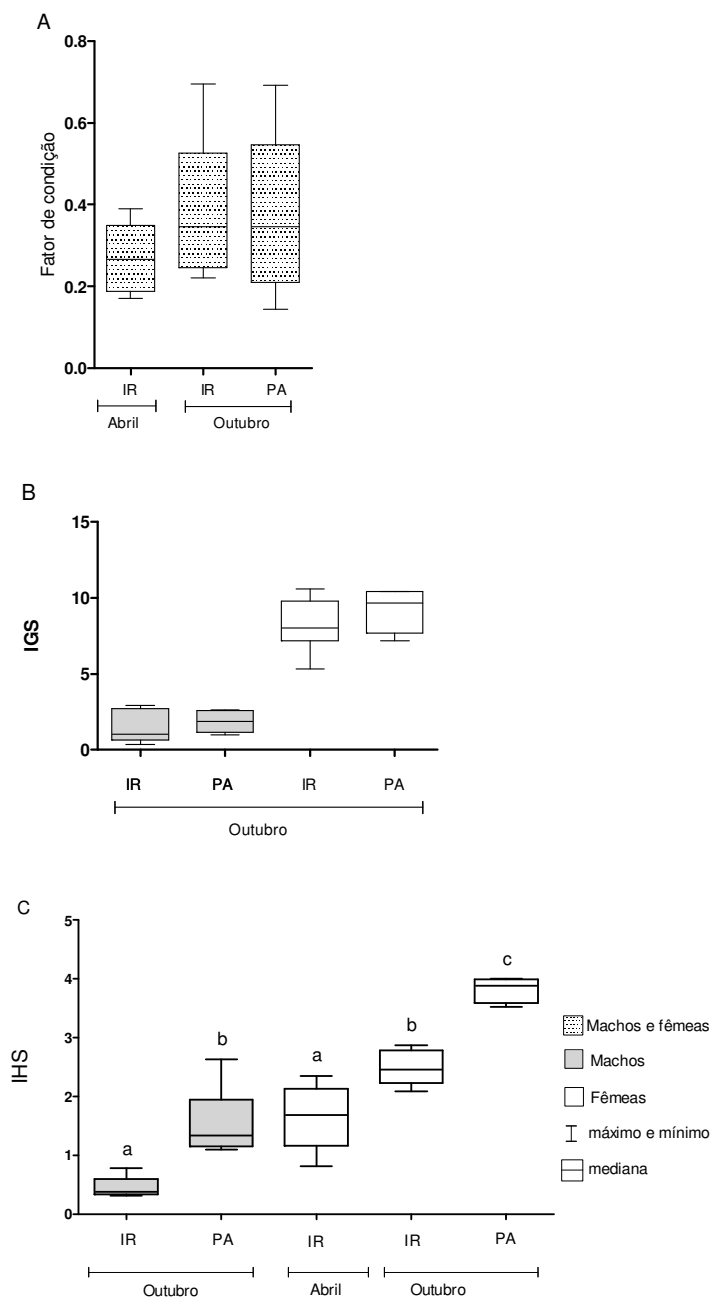 A
Fator de condição
0.8
0.6
0.4
0.2
0.0
IR IR PA
Abril Outubro
B
IGS
15
10
5
0
IR PA IR PA
Outubro
C
IHS
5
4
3
2
1
0
a b a b c
IR PA IR IR PA
Outubro Abril Outubro
Machos e fêmeas
Machos
Fêmeas
máximo e mínimo
mediana